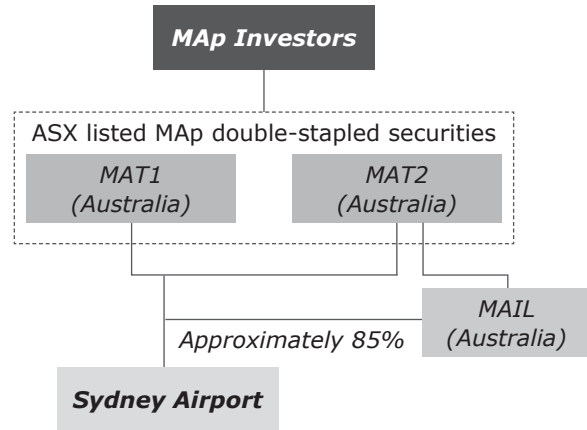 MAp Investors
ASX listed MAp double-stapled securities
MAT1
(Australia)
MAT2
(Australia)
MAIL
(Australia)
Approximately 85%
Sydney Airport